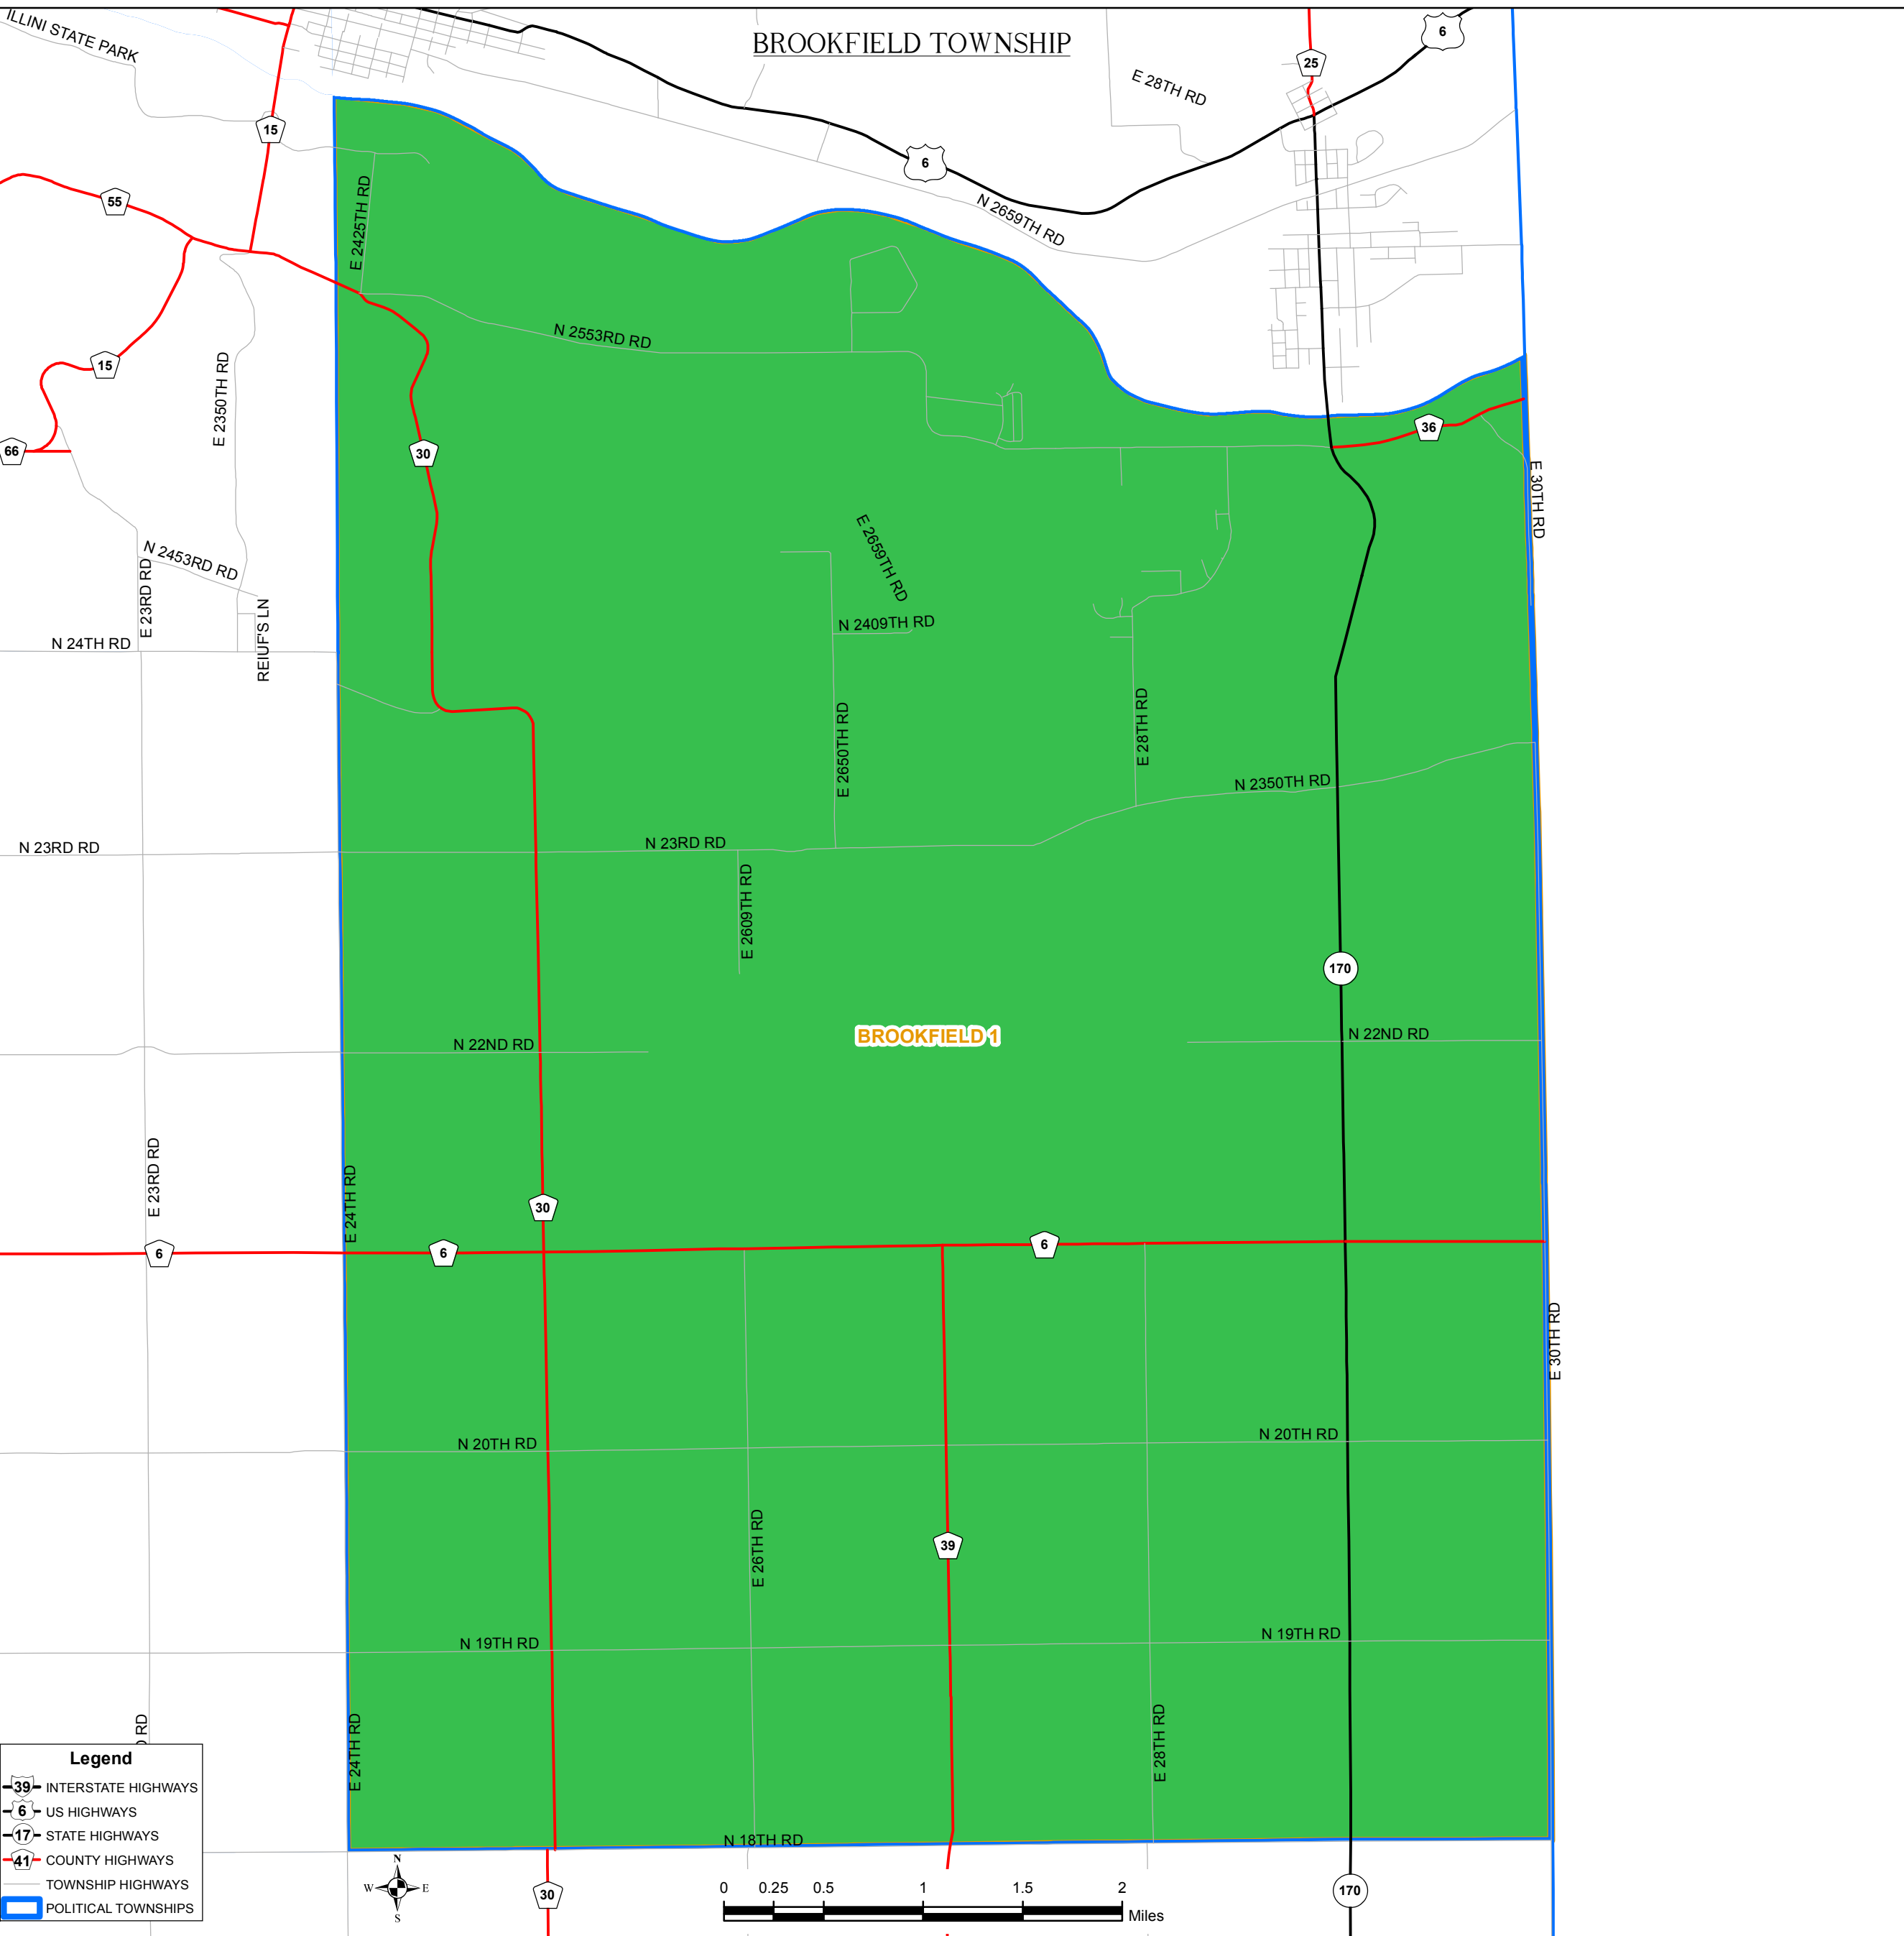 BROOKFIELD TOWNSHIP
ILLINI STATE PARK
6
25
E 28TH RD
15
6
55
N 2659TH RD
E 2425TH RD
N 2553RD RD
15
E 2350TH RD
36
66
30
E 30TH RD
N 2453RD RD
E 23RD RD
E 2659TH RD
REIUF'S LN
N 2409TH RD
N 24TH RD
E 2650TH RD
E 28TH RD
N 2350TH RD
N 23RD RD
N 23RD RD
E 2609TH RD
170
BROOKFIELD 1
N 22ND RD
N 22ND RD
E 23RD RD
E 24TH RD
30
6
6
6
E 30TH RD
N 20TH RD
N 20TH RD
E 26TH RD
39
N 19TH RD
N 19TH RD
RD
E 24TH RD
E 28TH RD
N 18TH RD
Legend
39 INTERSTATE HIGHWAYS
6 US HIGHWAYS
17 STATE HIGHWAYS
41 COUNTY HIGHWAYS
TOWNSHIP HIGHWAYS
POLITICAL TOWNSHIPS
N
W E
S
30
0 0.25 0.5 1 1.5 2
Miles
170